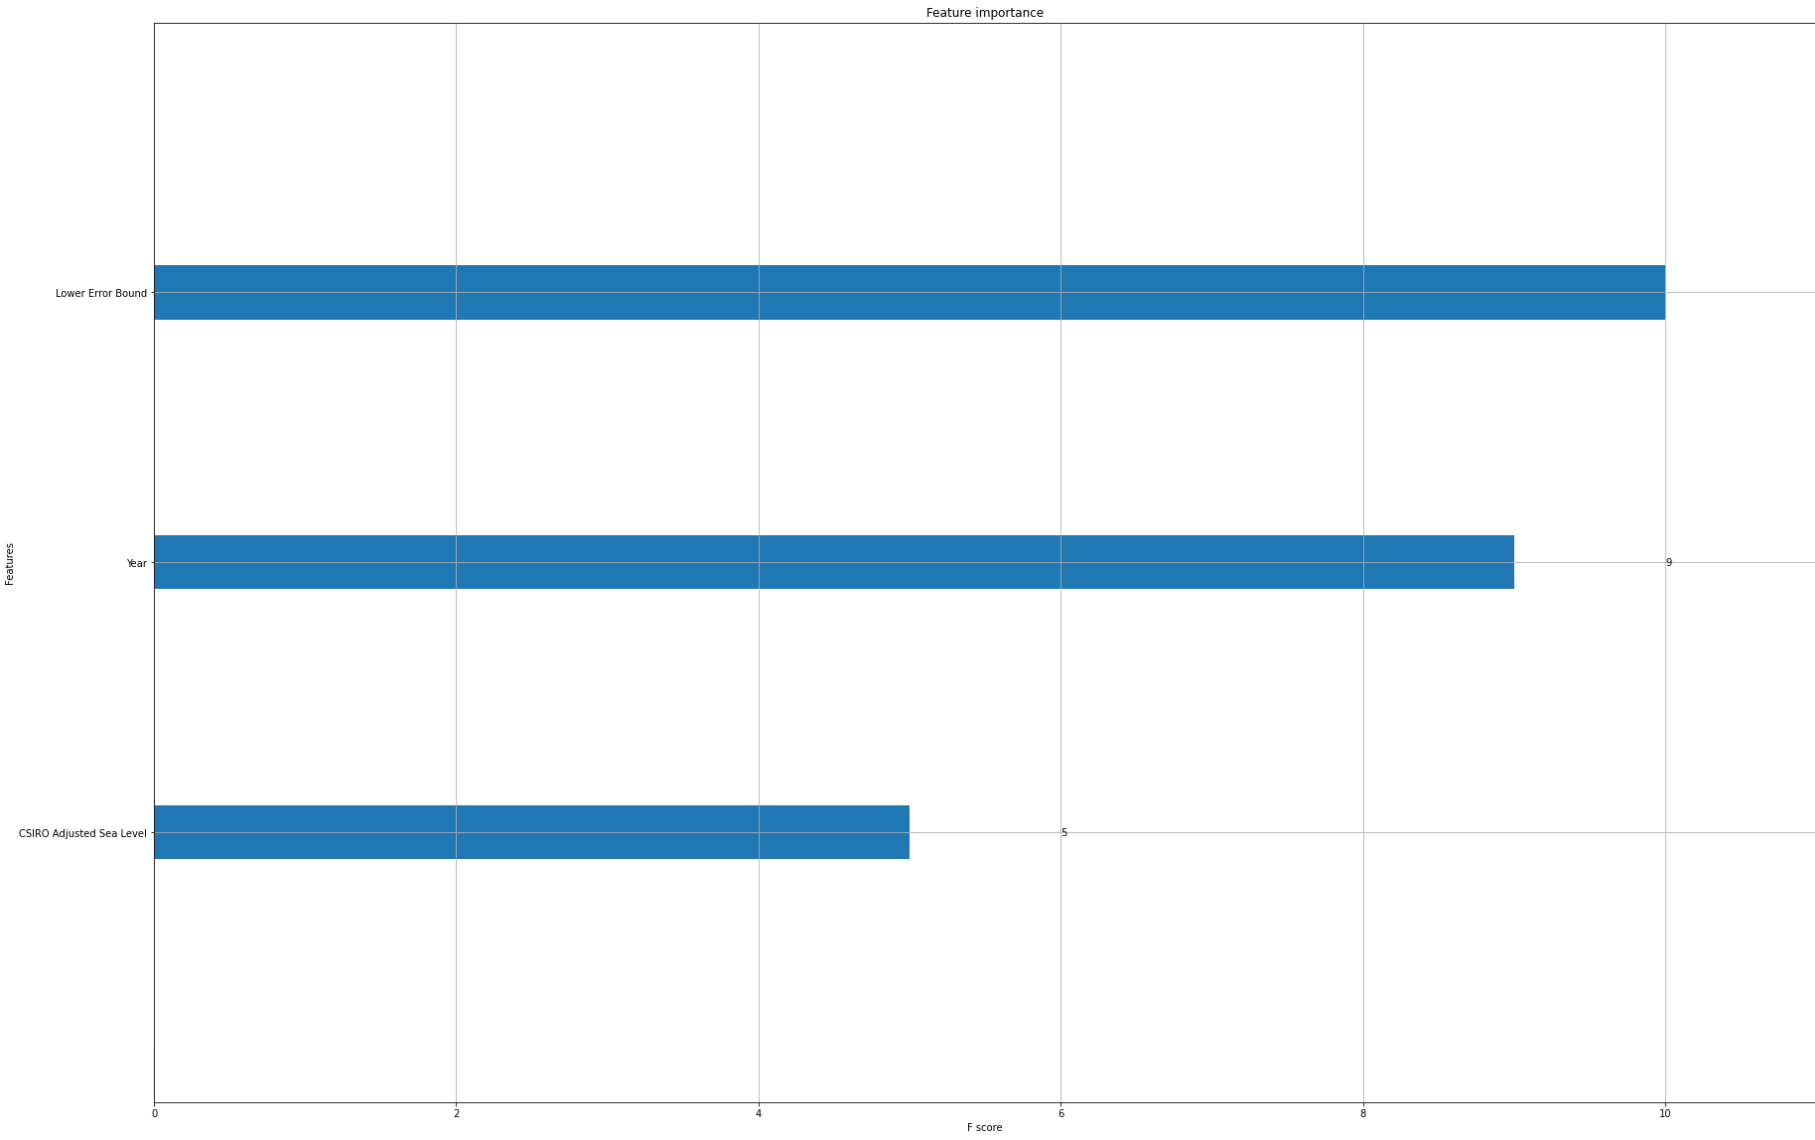 Feature importance
Lower Error Bound
Year
9
Features
CSIRO Adjusted Sea Level
5
0 2 4 6 8 10
F score